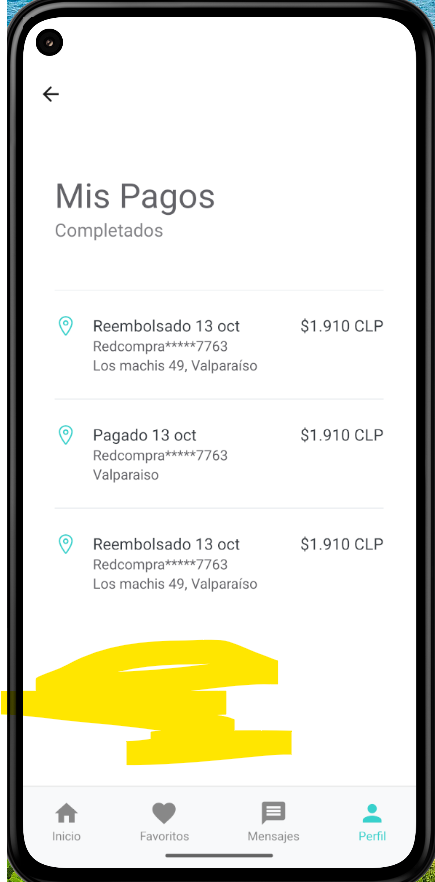 Mis Pagos
Completados
Reembolsado 13 oct $1.910 CLP
Redcompra*****7763
Los machis 49, Valparaíso
Pagado 13 oct $1.910 CLP
Redcompra*****7763
Valparaiso
Reembolsado 13 oct $1.910 CLP
Redcompra*****7763
Los machis 49, Valparaíso
Inicio Favoritos Mensajes Perfil